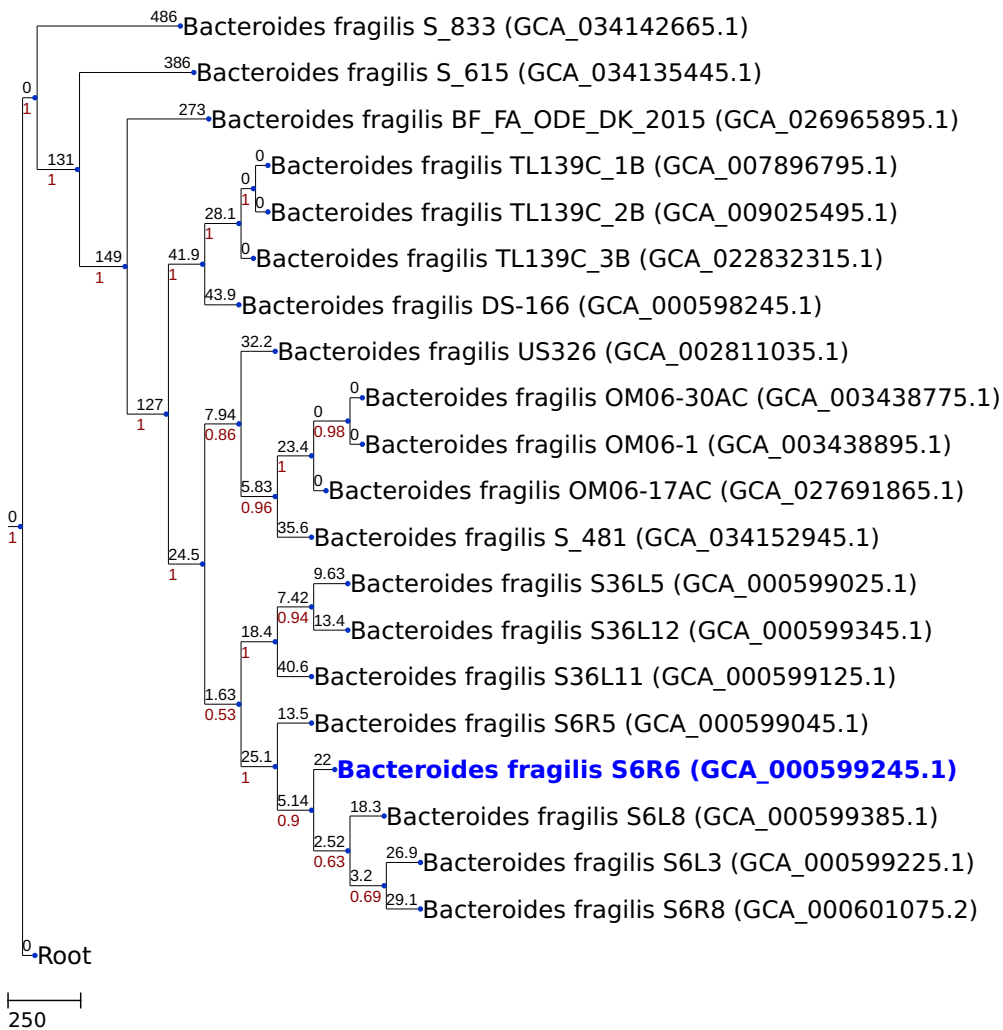 486 Bacteroides fragilis S_833 (GCA_034142665.1)
386 Bacteroides fragilis S_615 (GCA_034135445.1)
0
1
273 Bacteroides fragilis BF_FA_ODE_DK_2015 (GCA_026965895.1)
131
1
0 Bacteroides fragilis TL139C_1B (GCA_007896795.1)
0
1
0 Bacteroides fragilis TL139C_2B (GCA_009025495.1)
28.1
1
0 Bacteroides fragilis TL139C_3B (GCA_022832315.1)
149
1
41.9
1
43.9 Bacteroides fragilis DS-166 (GCA_000598245.1)
32.2 Bacteroides fragilis US326 (GCA_002811035.1)
0 Bacteroides fragilis OM06-30AC (GCA_003438775.1)
127
1
7.94
0.86
0
0.98
0 Bacteroides fragilis OM06-1 (GCA_003438895.1)
23.4
1
0 Bacteroides fragilis OM06-17AC (GCA_027691865.1)
5.83
0.96
0
1
35.6 Bacteroides fragilis S_481 (GCA_034152945.1)
24.5
1
9.63 Bacteroides fragilis S36L5 (GCA_000599025.1)
7.42
0.94
13.4 Bacteroides fragilis S36L12 (GCA_000599345.1)
18.4
1
40.6 Bacteroides fragilis S36L11 (GCA_000599125.1)
1.63
0.53
13.5 Bacteroides fragilis S6R5 (GCA_000599045.1)
25.1
1
22 Bacteroides fragilis S6R6 (GCA_000599245.1)
5.14
0.9
18.3 Bacteroides fragilis S6L8 (GCA_000599385.1)
2.52
0.63
26.9 Bacteroides fragilis S6L3 (GCA_000599225.1)
3.2
0.69
29.1 Bacteroides fragilis S6R8 (GCA_000601075.2)
0 Root
250